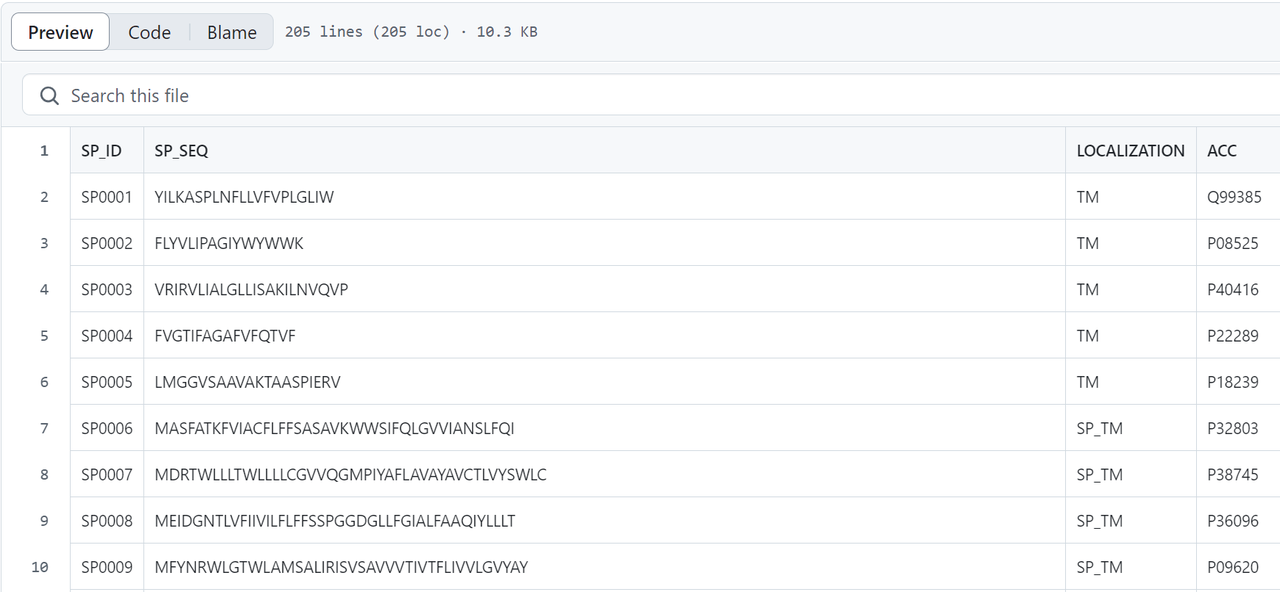 Preview Code Blame 205 lines (205 loc) · 10.3 KB
Search this file
1 SP_ID SP_SEQ LOCALIZATION ACC
2 SP0001 YILKASPLNFLLVFVPLGLIW TM Q99385
3 SP0002 FLYVLIPAGIYWYWWK TM P08525
4 SP0003 VRIRVLIALGLLISAKILNVQVP TM P40416
5 SP0004 FVGTIFAGAFVFQTVF TM P22289
6 SP0005 LMGGVSAAVAKTAASPIERV TM P18239
7 SP0006 MASFATKFVIACFLFFSASAVKWWSIFQLGVVIANSLFQI SP_TM P32803
8 SP0007 MDRTWLLLTWLLLLCGVVQGMPIYAFLAVAYAVCTLVYSWLC SP_TM P38745
9 SP0008 MEIDGNTLVFIIVILFLFFSSPGGDGLLFGIALFAAQIYLLLT SP_TM P36096
10 SP0009 MFYNRWLGTWLAMSALIRISVSAVVVTIVTFLIVVLGVYAY SP_TM P09620